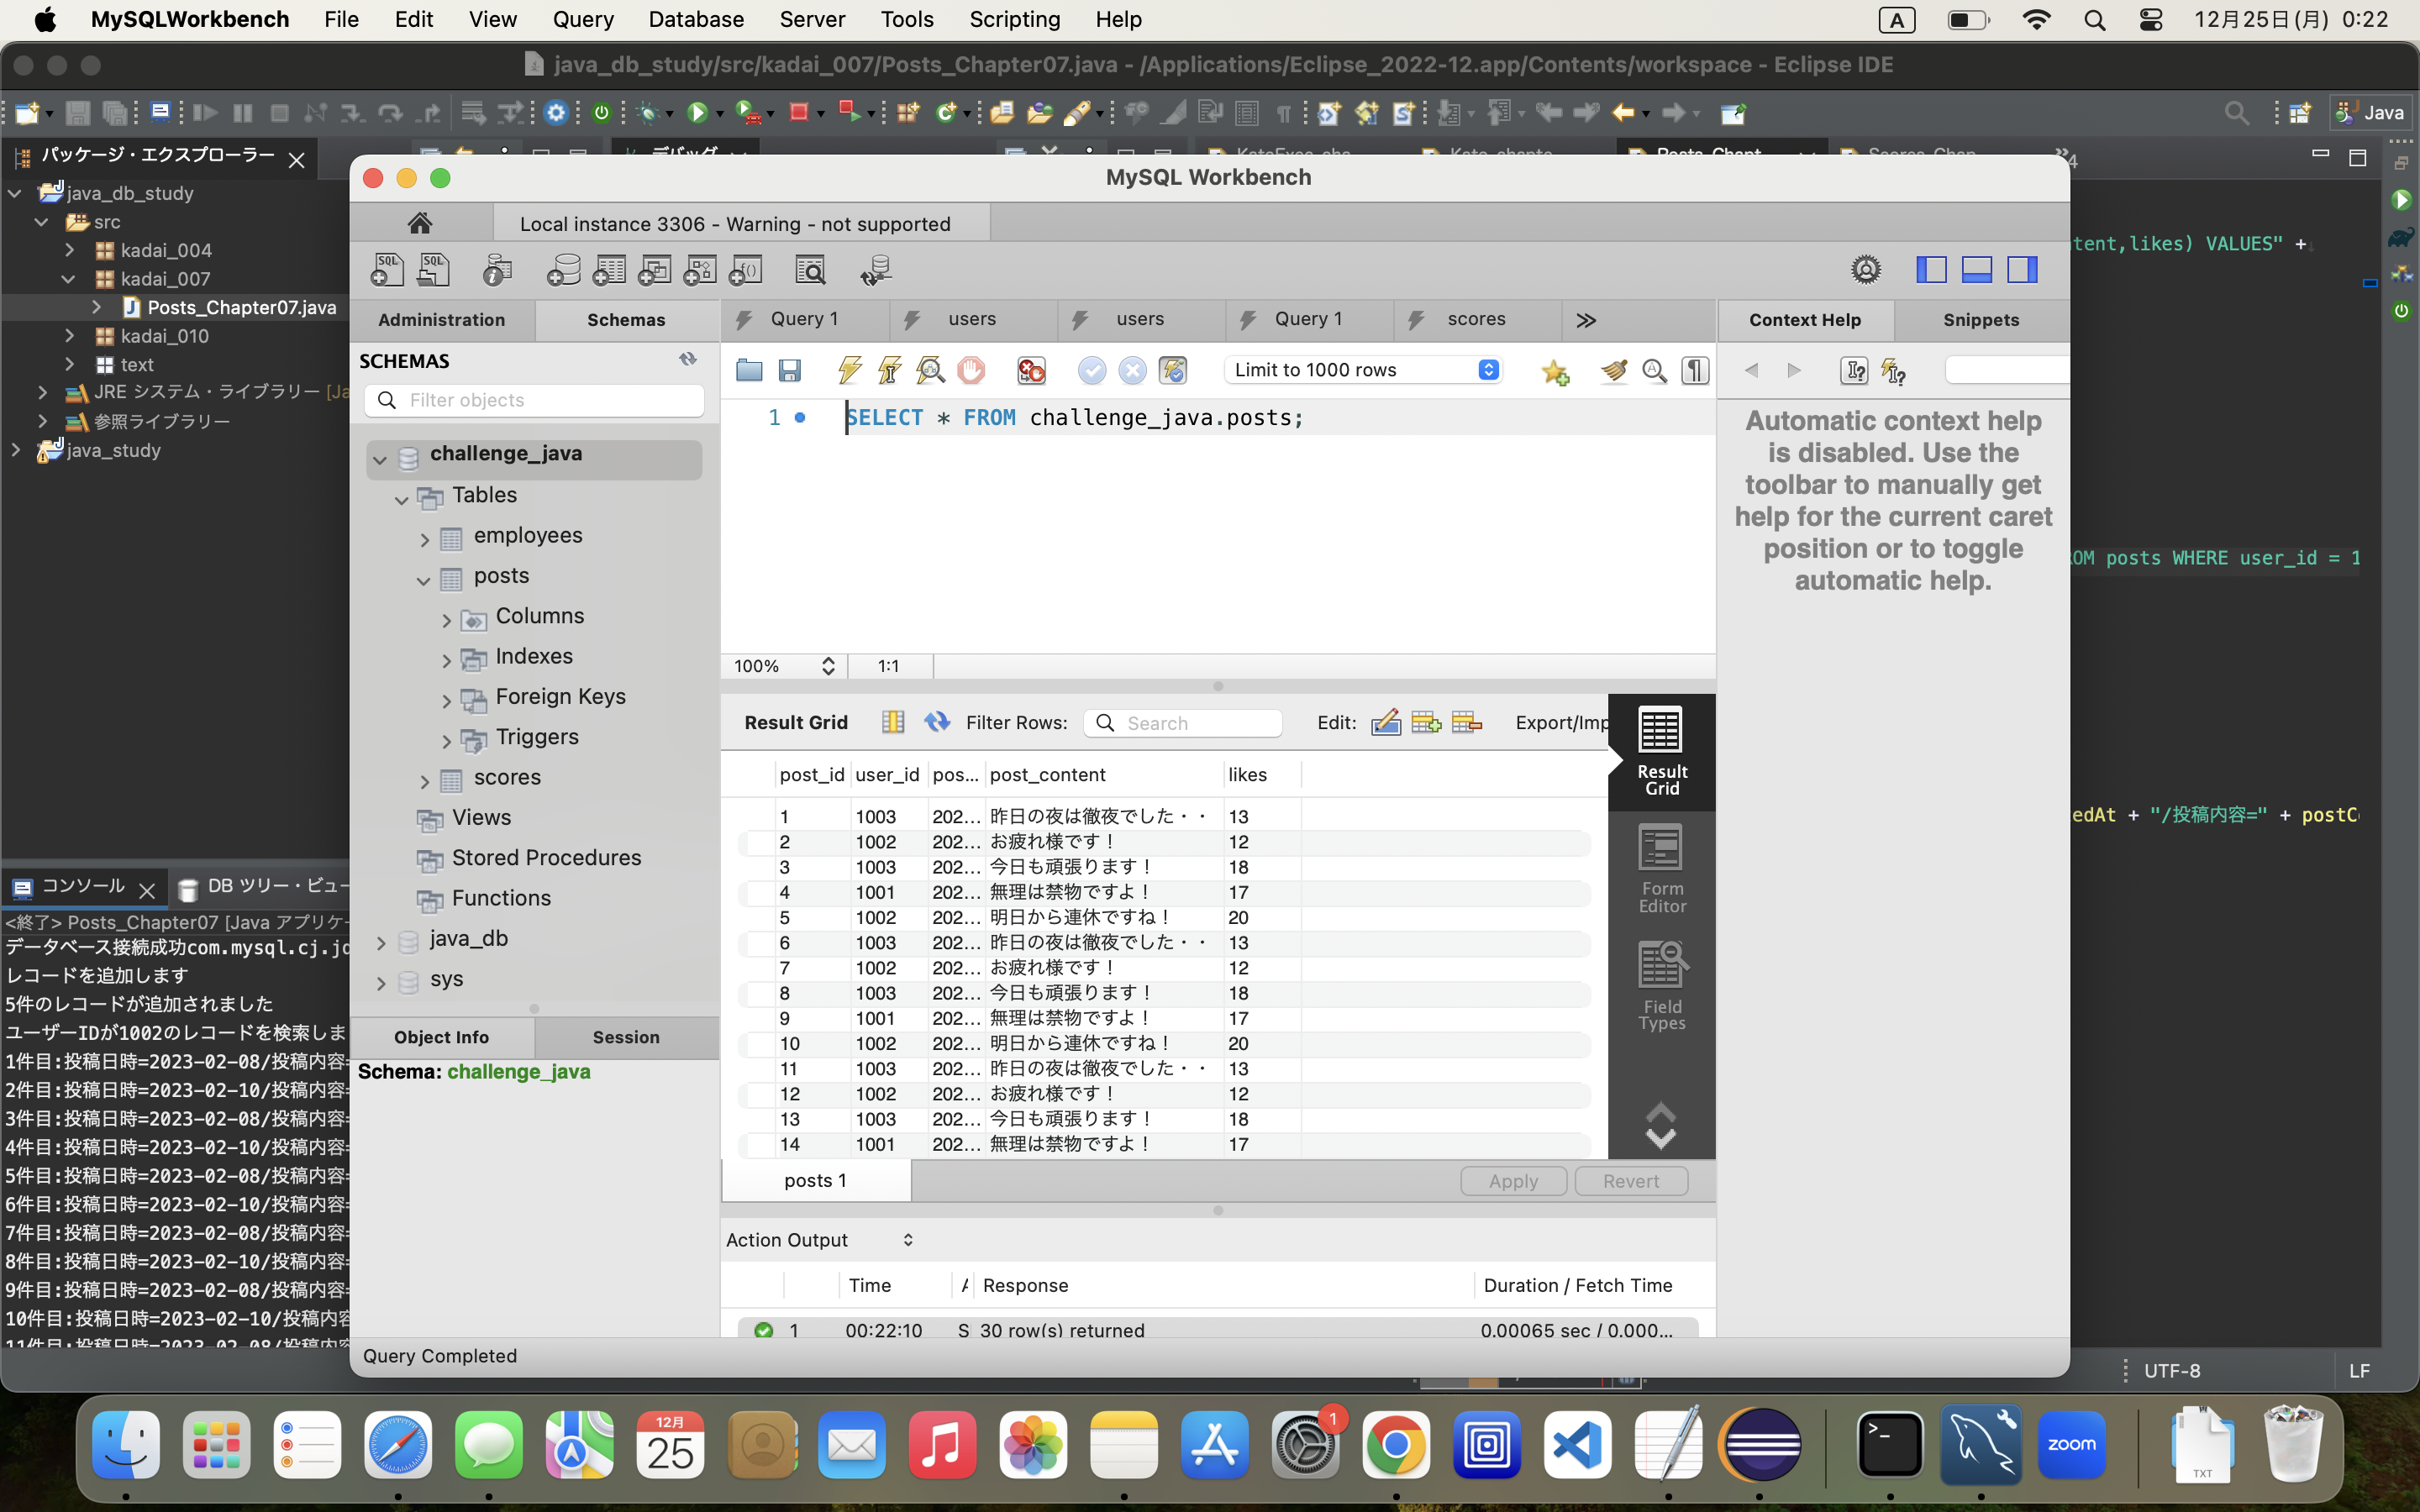 MySQLWorkbench File Edit View Query Database Server Tools Scripting Help A 12月25日(月) 0:22
java_db_study/src/kadai_007/Posts_Chapter07.java - /Applications/Eclipse_2022-12.app/Contents/workspace - Eclipse IDE
Java
パッケージ・エクスプローラー
java_db_study
src
kadai_004
kadai_007
Posts_Chapter07.java
kadai_010
text
JRE システム・ライブラリー [Ja
参照ライブラリー
java_study
MySQL Workbench
Local instance 3306 - Warning - not supported
Administration Schemas
Query 1 users users Query 1 scores
Context Help Snippets
SCHEMAS
Filter objects
Limit to 1000 rows
1 SELECT * FROM challenge_java.posts;
challenge_java
Tables
employees
posts
Columns
Indexes
Foreign Keys
Triggers
scores
Views
Stored Procedures
Functions
java_db
sys
Automatic context help
is disabled. Use the
toolbar to manually get
help for the current caret
position or to toggle
automatic help.
tent,likes) VALUES" +
OM posts WHERE user_id = 1
edAt + "/投稿内容=" + postC
100% 1:1
Result Grid Filter Rows: Search Edit: Export/Imp
post_id user_id pos... post_content likes
1 1003 202... 昨日の夜は徹夜でした・・ 13
2 1002 202... お疲れ様です！ 12
3 1003 202... 今日も頑張ります！ 18
4 1001 202... 無理は禁物ですよ！ 17
5 1002 202... 明日から連休ですね！ 20
6 1003 202... 昨日の夜は徹夜でした・・ 13
7 1002 202... お疲れ様です！ 12
8 1003 202... 今日も頑張ります！ 18
9 1001 202... 無理は禁物ですよ！ 17
10 1002 202... 明日から連休ですね！ 20
11 1003 202... 昨日の夜は徹夜でした・・ 13
12 1002 202... お疲れ様です！ 12
13 1003 202... 今日も頑張ります！ 18
14 1001 202... 無理は禁物ですよ！ 17
Result
Grid
Form
Editor
Field
Types
posts 1 Apply Revert
Action Output
Time Response Duration / Fetch Time
1 00:22:10 S 30 row(s) returned 0.00065 sec / 0.000...
Object Info Session
Schema: challenge_java
Query Completed
コンソール DB ツリー・ビュー
<終了> Posts_Chapter07 [Java アプリケー
データベース接続成功com.mysql.cj.jd
レコードを追加します
5件のレコードが追加されました
ユーザーIDが1002のレコードを検索しま
1件目:投稿日時=2023-02-08/投稿内容=
2件目:投稿日時=2023-02-10/投稿内容=
3件目:投稿日時=2023-02-08/投稿内容=
4件目:投稿日時=2023-02-10/投稿内容=
5件目:投稿日時=2023-02-08/投稿内容=
6件目:投稿日時=2023-02-10/投稿内容=
7件目:投稿日時=2023-02-08/投稿内容=
8件目:投稿日時=2023-02-10/投稿内容=
9件目:投稿日時=2023-02-08/投稿内容=
10件目:投稿日時=2023-02-10/投稿内容
11件目:投稿日時=2023-02-08/投稿内容
UTF-8 LF
12月
25
1
zoom
TXT